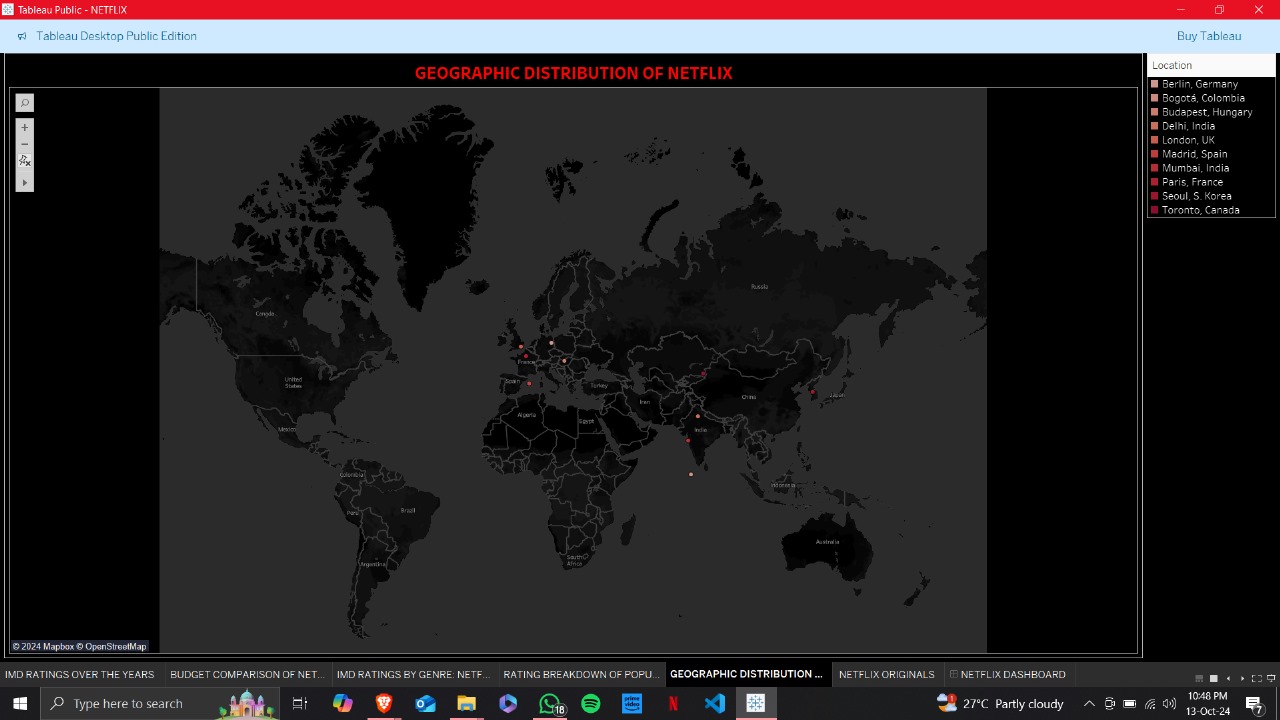 Tableau Public - NETFLIX
Tableau Desktop Public Edition
Buy Tableau
GEOGRAPHIC DISTRIBUTION OF NETFLIX
Location
Berlin, Germany
Bogotá, Colombia
Budapest, Hungary
Delhi, India
London, UK
Madrid, Spain
Mumbai, India
Paris, France
Seoul, S. Korea
Toronto, Canada
Russia
Canada
France
United
States
Spain
Turkey
China
Japan
Iran
Algeria
Egypt
Mexico
India
Colombia
Indonesia
Peru
Brazil
Australia
South
Africa
Argentina
© 2024 Mapbox © OpenStreetMap
IMD RATINGS OVER THE YEARS
BUDGET COMPARISON OF NET...
IMD RATINGS BY GENRE: NETF...
RATING BREAKDOWN OF POPU...
GEOGRAPHIC DISTRIBUTION ...
NETFLIX ORIGINALS
NETFLIX DASHBOARD
Type here to search
prime video
N
18
1
27°C Partly cloudy
10:48 PM
13-Oct-24
7